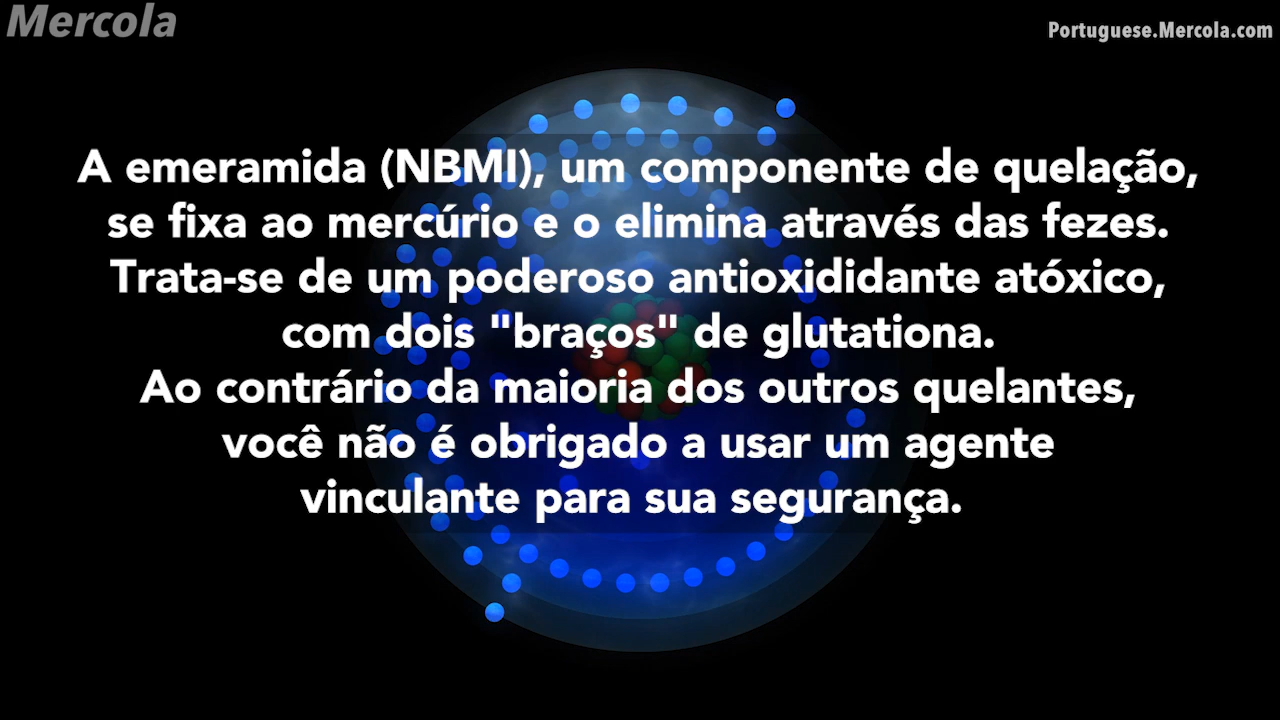 Mercola
Portuguese.Mercola.com
A emeramida (NBMI), um componente de quelação,
se fixa ao mercúrio e o elimina através das fezes.
Trata-se de um poderoso antioxididante atóxico,
com dois "braços" de glutationa.
Ao contrário da maioria dos outros quelantes,
você não é obrigado a usar um agente
vinculante para sua segurança.